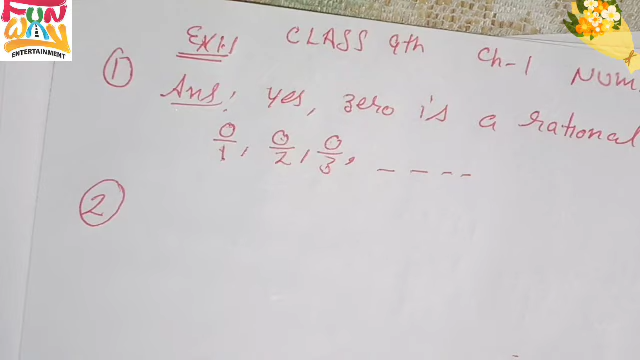 FUN
WAY
ENTERTAINMENT
Ex 1.1 CLASS 9th Ch-1 NUM
① Ans: yes, zero is a rational
0/1, 0/2, 0/3, ----
②